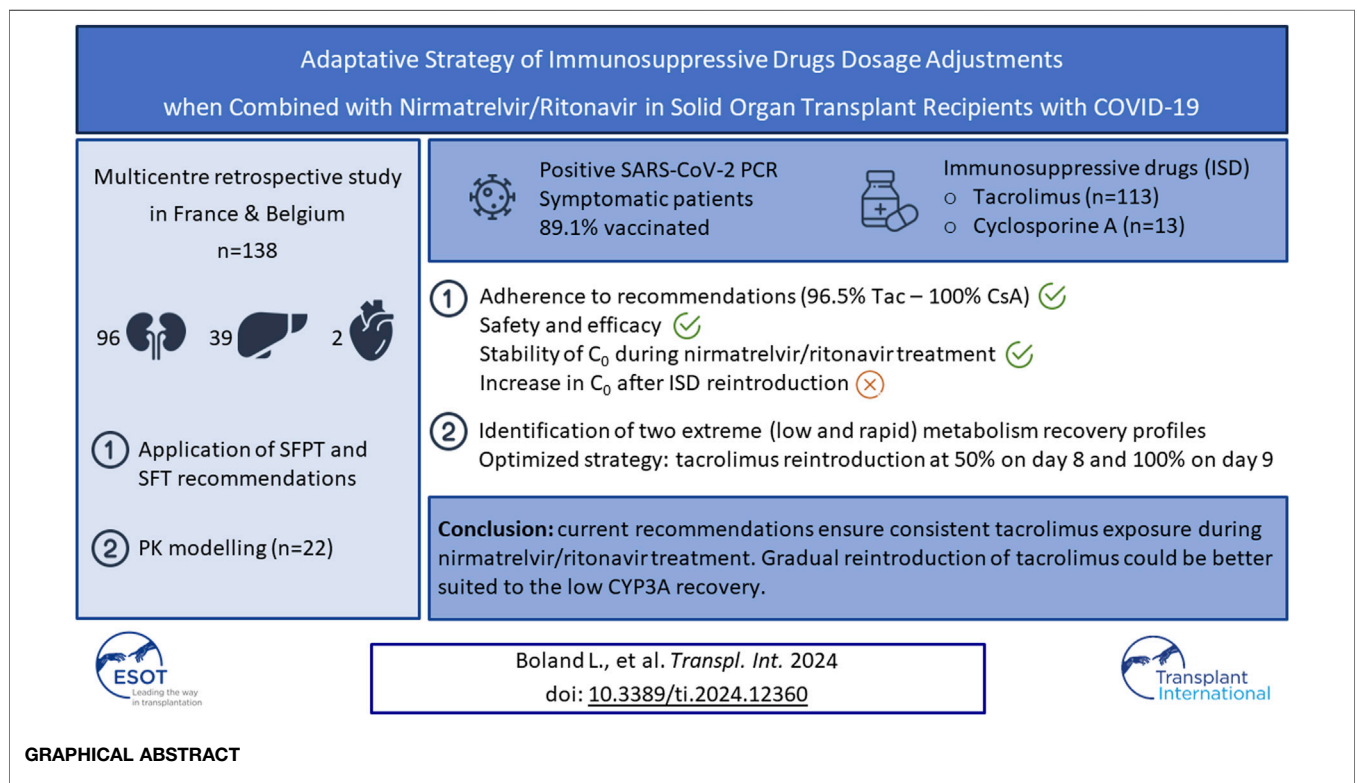 Adaptative Strategy of Immunosuppressive Drugs Dosage Adjustments
when Combined with Nirmatrelvir/Ritonavir in Solid Organ Transplant Recipients with COVID-19
Multicentre retrospective study
in France & Belgium
n=138
96
39
2
1 Application of SFPT and
SFT recommendations
2 PK modelling (n=22)
Positive SARS-CoV-2 PCR
Symptomatic patients
89.1% vaccinated
Immunosuppressive drugs (ISD)
o Tacrolimus (n=113)
o Cyclosporine A (n=13)
1 Adherence to recommendations (96.5% Tac – 100% CsA)
Safety and efficacy
Stability of C₀ during nirmatrelvir/ritonavir treatment
Increase in C₀ after ISD reintroduction
2 Identification of two extreme (low and rapid) metabolism recovery profiles
Optimized strategy: tacrolimus reintroduction at 50% on day 8 and 100% on day 9
Conclusion: current recommendations ensure consistent tacrolimus exposure during
nirmatrelvir/ritonavir treatment. Gradual reintroduction of tacrolimus could be better
suited to the low CYP3A recovery.
ESOT
Leading the way
in transplantation
Boland L., et al. Transpl. Int. 2024
doi: 10.3389/ti.2024.12360
Transplant
International
GRAPHICAL ABSTRACT